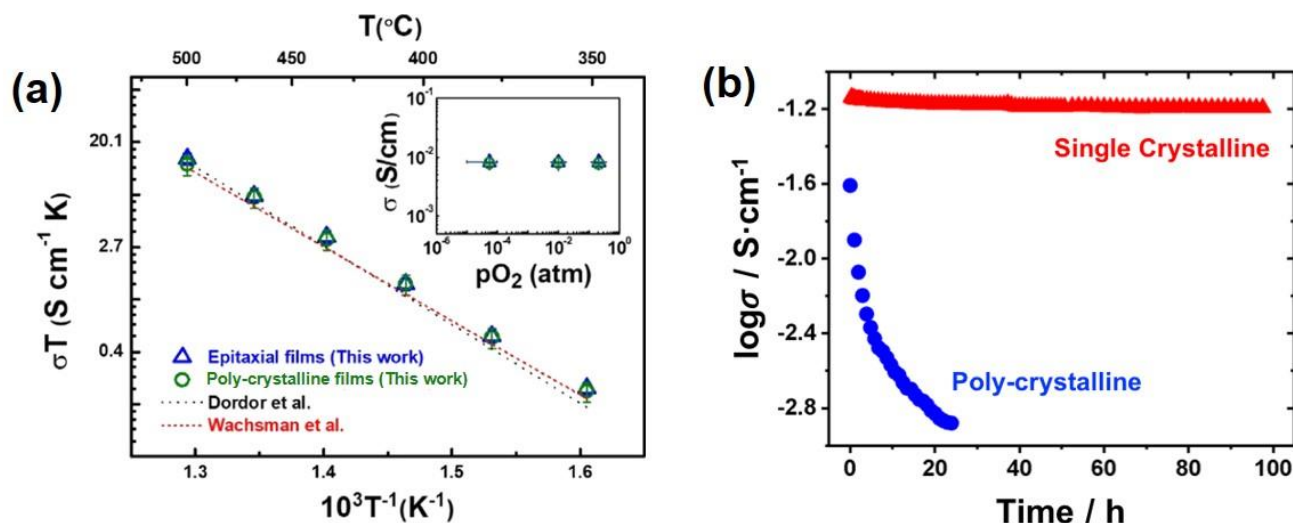 (a)
T(°C)
500 450 400 350
σT (S cm⁻¹ K)
20.1
2.7
0.4
σ (S/cm)
10⁻¹
10⁻²
10⁻³
10⁻⁶ 10⁻⁴ 10⁻² 10⁰
pO₂ (atm)
Epitaxial films (This work)
Poly-crystalline films (This work)
Dordor et al.
Wachsman et al.
1.3 1.4 1.5 1.6
10³T⁻¹(K⁻¹)
(b)
logσ / S·cm⁻¹
-1.2
-1.6
-2.0
-2.4
-2.8
Single Crystalline
Poly-crystalline
0 20 40 60 80 100
Time / h